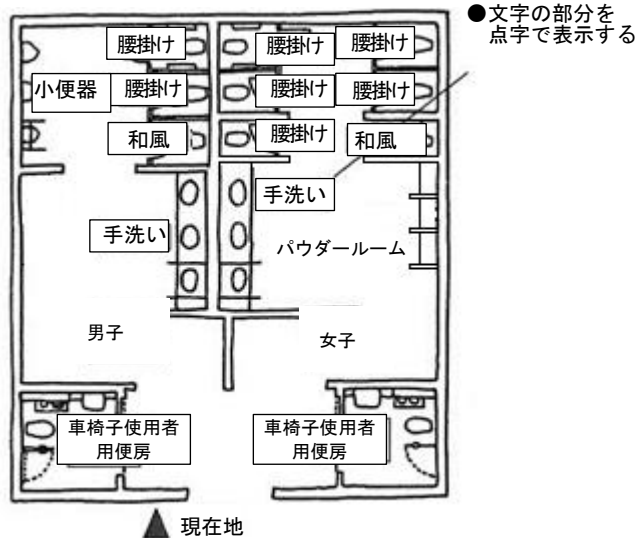 ●文字の部分を
点字で表示する
腰掛け 腰掛け 腰掛け
小便器 腰掛け 腰掛け 腰掛け
和風 腰掛け 和風
手洗い
手洗い
パウダールーム
男子 女子
車椅子使用者
用便房
車椅子使用者
用便房
▲ 現在地